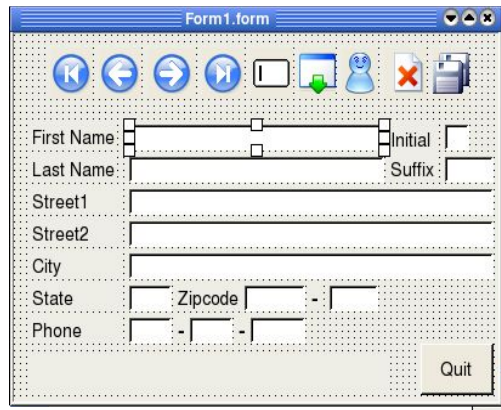 Form1.form
First Name Initial
Last Name Suffix
Street1
Street2
City
State Zipcode -
Phone - -
Quit